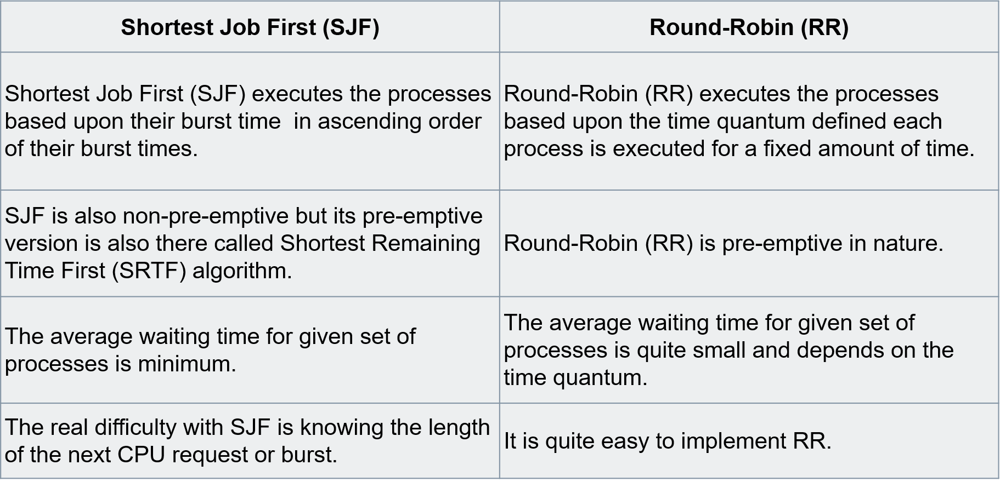 Shortest Job First (SJF)
Round-Robin (RR)
Shortest Job First (SJF) executes the processes
based upon their burst time  in ascending order
of their burst times.
Round-Robin (RR) executes the processes
based upon the time quantum defined each
process is executed for a fixed amount of time.
SJF is also non-pre-emptive but its pre-emptive
version is also there called Shortest Remaining
Time First (SRTF) algorithm.
Round-Robin (RR) is pre-emptive in nature.
The average waiting time for given set of
processes is minimum.
The average waiting time for given set of
processes is quite small and depends on the
time quantum.
The real difficulty with SJF is knowing the length
of the next CPU request or burst.
It is quite easy to implement RR.